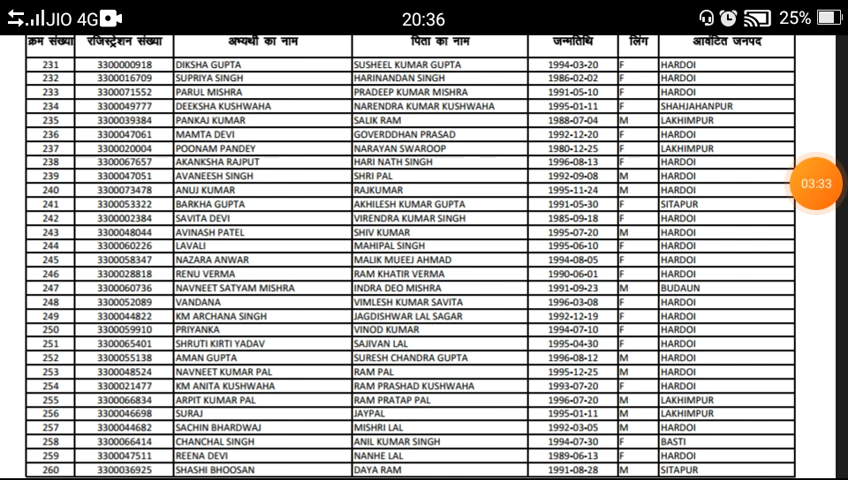 JIO 4G 20:36 25%
क्रम संख्या रजिस्ट्रेशन संख्या अभ्यर्थी का नाम पिता का नाम जन्मतिथि लिंग आवंटित जनपद
231 3300000918 DIKSHA GUPTA SUSHEEL KUMAR GUPTA 1994-03-20 F HARDOI
232 3300016709 SUPRIYA SINGH HARINANDAN SINGH 1986-02-02 F HARDOI
233 3300071552 PARUL MISHRA PRADEEP KUMAR MISHRA 1991-05-10 F HARDOI
234 3300049777 DEEKSHA KUSHWAHA NARENDRA KUMAR KUSHWAHA 1995-01-11 F SHAHJAHANPUR
235 3300039384 PANKAJ KUMAR SALIK RAM 1988-07-04 M LAKHIMPUR
236 3300047061 MAMTA DEVI GOVERDDHAN PRASAD 1992-12-20 F HARDOI
237 3300020004 POONAM PANDEY NARAYAN SWAROOP 1980-12-25 F LAKHIMPUR
238 3300067657 AKANKSHA RAJPUT HARI NATH SINGH 1996-08-13 F HARDOI
239 3300047051 AVANEESH SINGH SHRI PAL 1992-09-08 M HARDOI
03:33
240 3300073478 ANUJ KUMAR RAJKUMAR 1995-11-24 M HARDOI
241 3300053322 BARKHA GUPTA AKHILESH KUMAR GUPTA 1991-05-30 F SITAPUR
242 3300002384 SAVITA DEVI VIRENDRA KUMAR SINGH 1985-09-18 F HARDOI
243 3300048044 AVINASH PATEL SHIV KUMAR 1995-07-20 M HARDOI
244 3300060226 LAVALI MAHIPAL SINGH 1995-06-10 F HARDOI
245 3300058347 NAZARA ANWAR MALIK MUEEJ AHMAD 1994-08-05 F HARDOI
246 3300028818 RENU VERMA RAM KHATIR VERMA 1990-06-01 F HARDOI
247 3300060736 NAVNEET SATYAM MISHRA INDRA DEO MISHRA 1991-09-23 M BUDAUN
248 3300052089 VANDANA VIMLESH KUMAR SAVITA 1996-03-08 F HARDOI
249 3300044822 KM ARCHANA SINGH JAGDISHWAR LAL SAGAR 1992-12-19 F HARDOI
250 3300059910 PRIYANKA VINOD KUMAR 1994-07-10 F HARDOI
251 3300065401 SHRUTI KIRTI YADAV SAJIVAN LAL 1995-04-30 F HARDOI
252 3300055138 AMAN GUPTA SURESH CHANDRA GUPTA 1996-08-12 M HARDOI
253 3300048524 NAVNEET KUMAR PAL RAM PAL 1995-12-25 M HARDOI
254 3300021477 KM ANITA KUSHWAHA RAM PRASHAD KUSHWAHA 1993-07-20 F HARDOI
255 3300066834 ARPIT KUMAR PAL RAM PRATAP PAL 1996-07-20 M LAKHIMPUR
256 3300046698 SURAJ JAYPAL 1995-01-11 M LAKHIMPUR
257 3300044682 SACHIN BHARDWAJ MISHRI LAL 1992-03-05 M HARDOI
258 3300066414 CHANCHAL SINGH ANIL KUMAR SINGH 1994-07-30 F BASTI
259 3300047511 REENA DEVI NANHE LAL 1989-06-13 F HARDOI
260 3300036925 SHASHI BHOOSAN DAYA RAM 1991-08-28 M SITAPUR